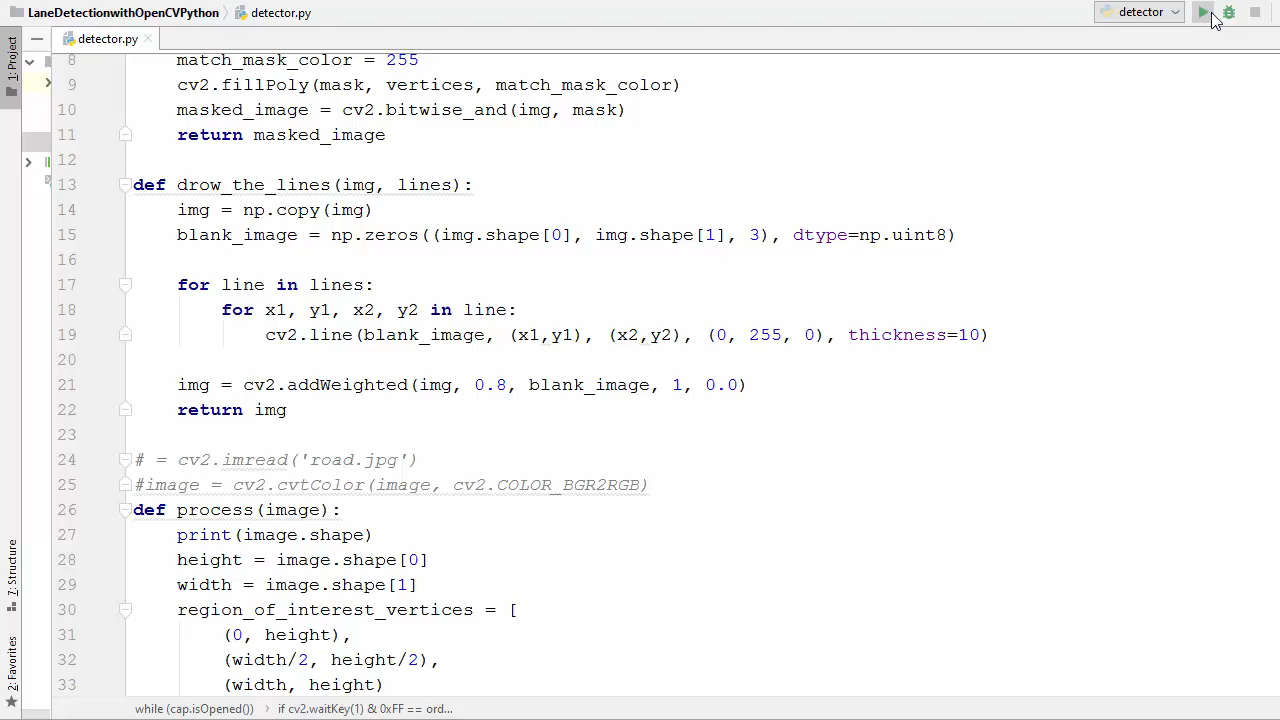 LaneDetectionwithOpenCVPython detector.py detector
1: Project
detector.py
8 match_mask_color = 255
9 cv2.fillPoly(mask, vertices, match_mask_color)
10 masked_image = cv2.bitwise_and(img, mask)
11 return masked_image
12
13 def drow_the_lines(img, lines):
14 img = np.copy(img)
15 blank_image = np.zeros((img.shape[0], img.shape[1], 3), dtype=np.uint8)
16
17 for line in lines:
18 for x1, y1, x2, y2 in line:
19 cv2.line(blank_image, (x1,y1), (x2,y2), (0, 255, 0), thickness=10)
20
21 img = cv2.addWeighted(img, 0.8, blank_image, 1, 0.0)
22 return img
23
24 # = cv2.imread('road.jpg')
25 #image = cv2.cvtColor(image, cv2.COLOR_BGR2RGB)
26 def process(image):
27 print(image.shape)
28 height = image.shape[0]
29 width = image.shape[1]
30 region_of_interest_vertices = [
31 (0, height),
32 (width/2, height/2),
33 (width, height)
7: Structure
2: Favorites
while (cap.isOpened()) if cv2.waitKey(1) & 0xFF == ord...